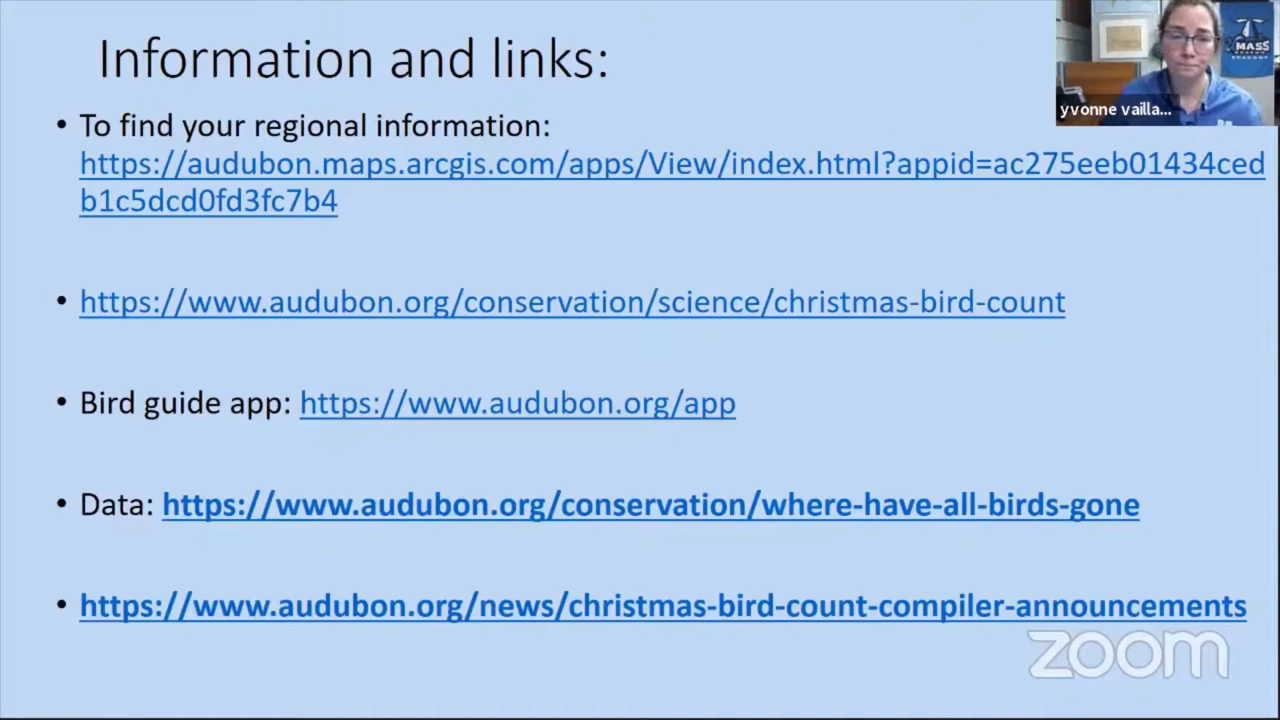 Information and links:
• To find your regional information:
https://audubon.maps.arcgis.com/apps/View/index.html?appid=ac275eeb01434ced
b1c5dcd0fd3fc7b4
• https://www.audubon.org/conservation/science/christmas-bird-count
• Bird guide app: https://www.audubon.org/app
• Data: https://www.audubon.org/conservation/where-have-all-birds-gone
• https://www.audubon.org/news/christmas-bird-count-compiler-announcements
yvonne vailla...
MASS
zoom